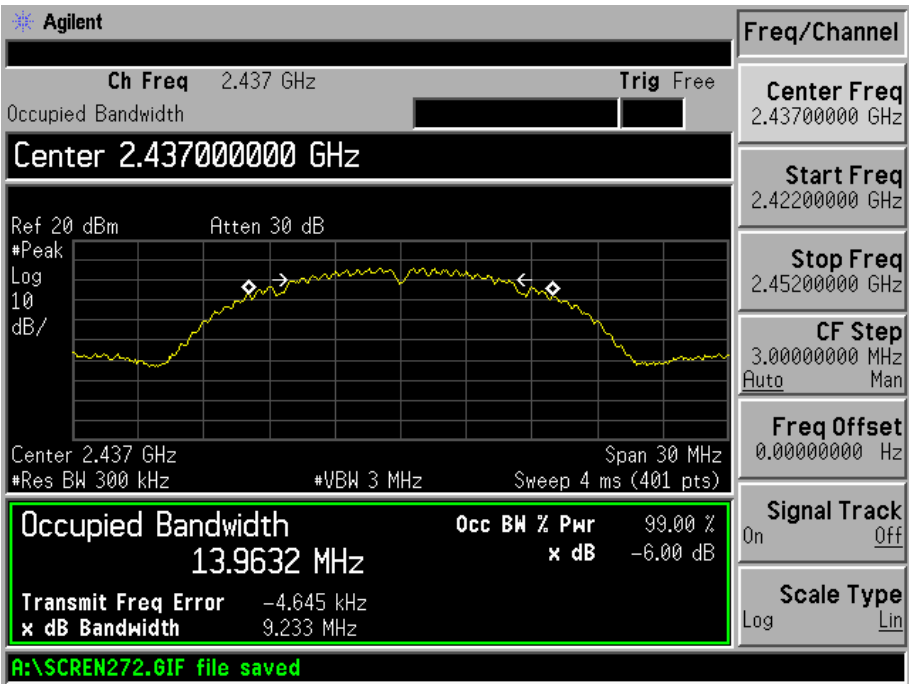 Agilent
Ch Freq 2.437 GHz Trig Free
Occupied Bandwidth
Center 2.437000000 GHz
Ref 20 dBm Atten 30 dB
#Peak
Log
10
dB/
Center 2.437 GHz Span 30 MHz
#Res BW 300 kHz #VBW 3 MHz Sweep 4 ms (401 pts)
Occupied Bandwidth
13.9632 MHz
Occ BW % Pwr 99.00 %
x dB -6.00 dB
Transmit Freq Error -4.645 kHz
x dB Bandwidth 9.233 MHz
A:\SCREN272.GIF file saved
Freq/Channel
Center Freq
2.43700000 GHz
Start Freq
2.42200000 GHz
Stop Freq
2.45200000 GHz
CF Step
3.00000000 MHz
Auto Man
Freq Offset
0.00000000 Hz
Signal Track
On Off
Scale Type
Log Lin